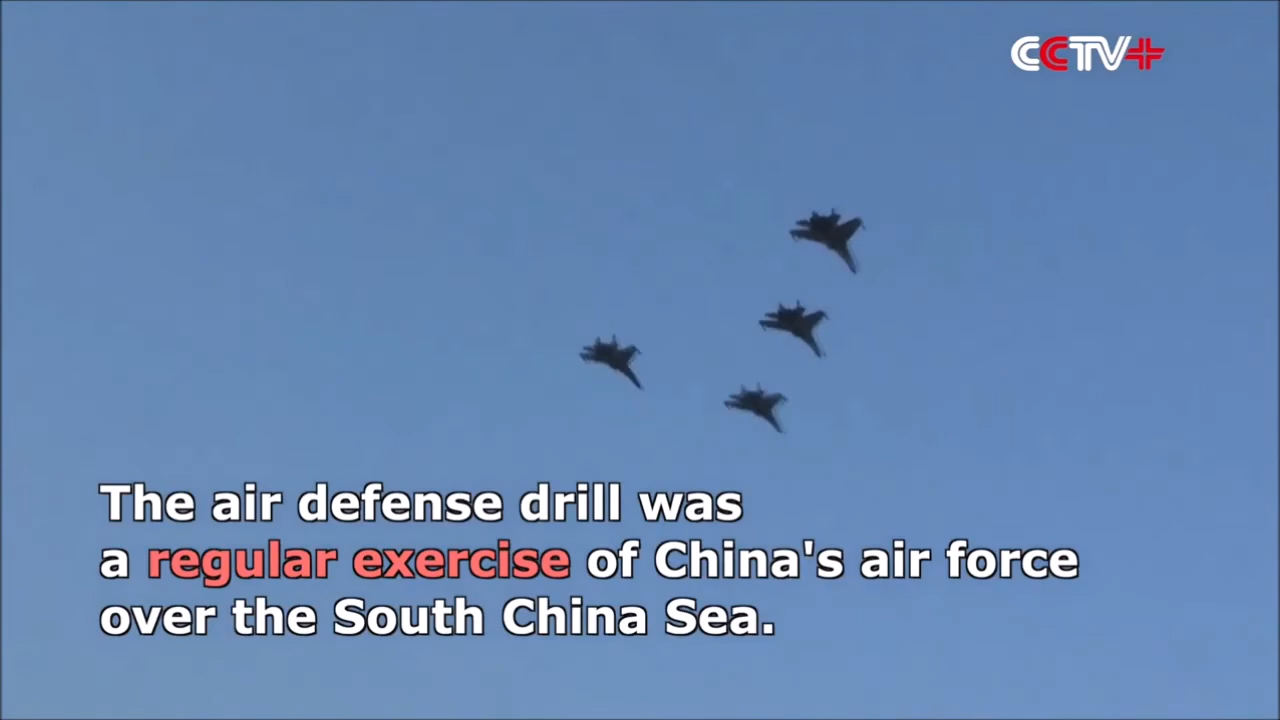 CCTV+
The air defense drill was
a regular exercise of China's air force
over the South China Sea.